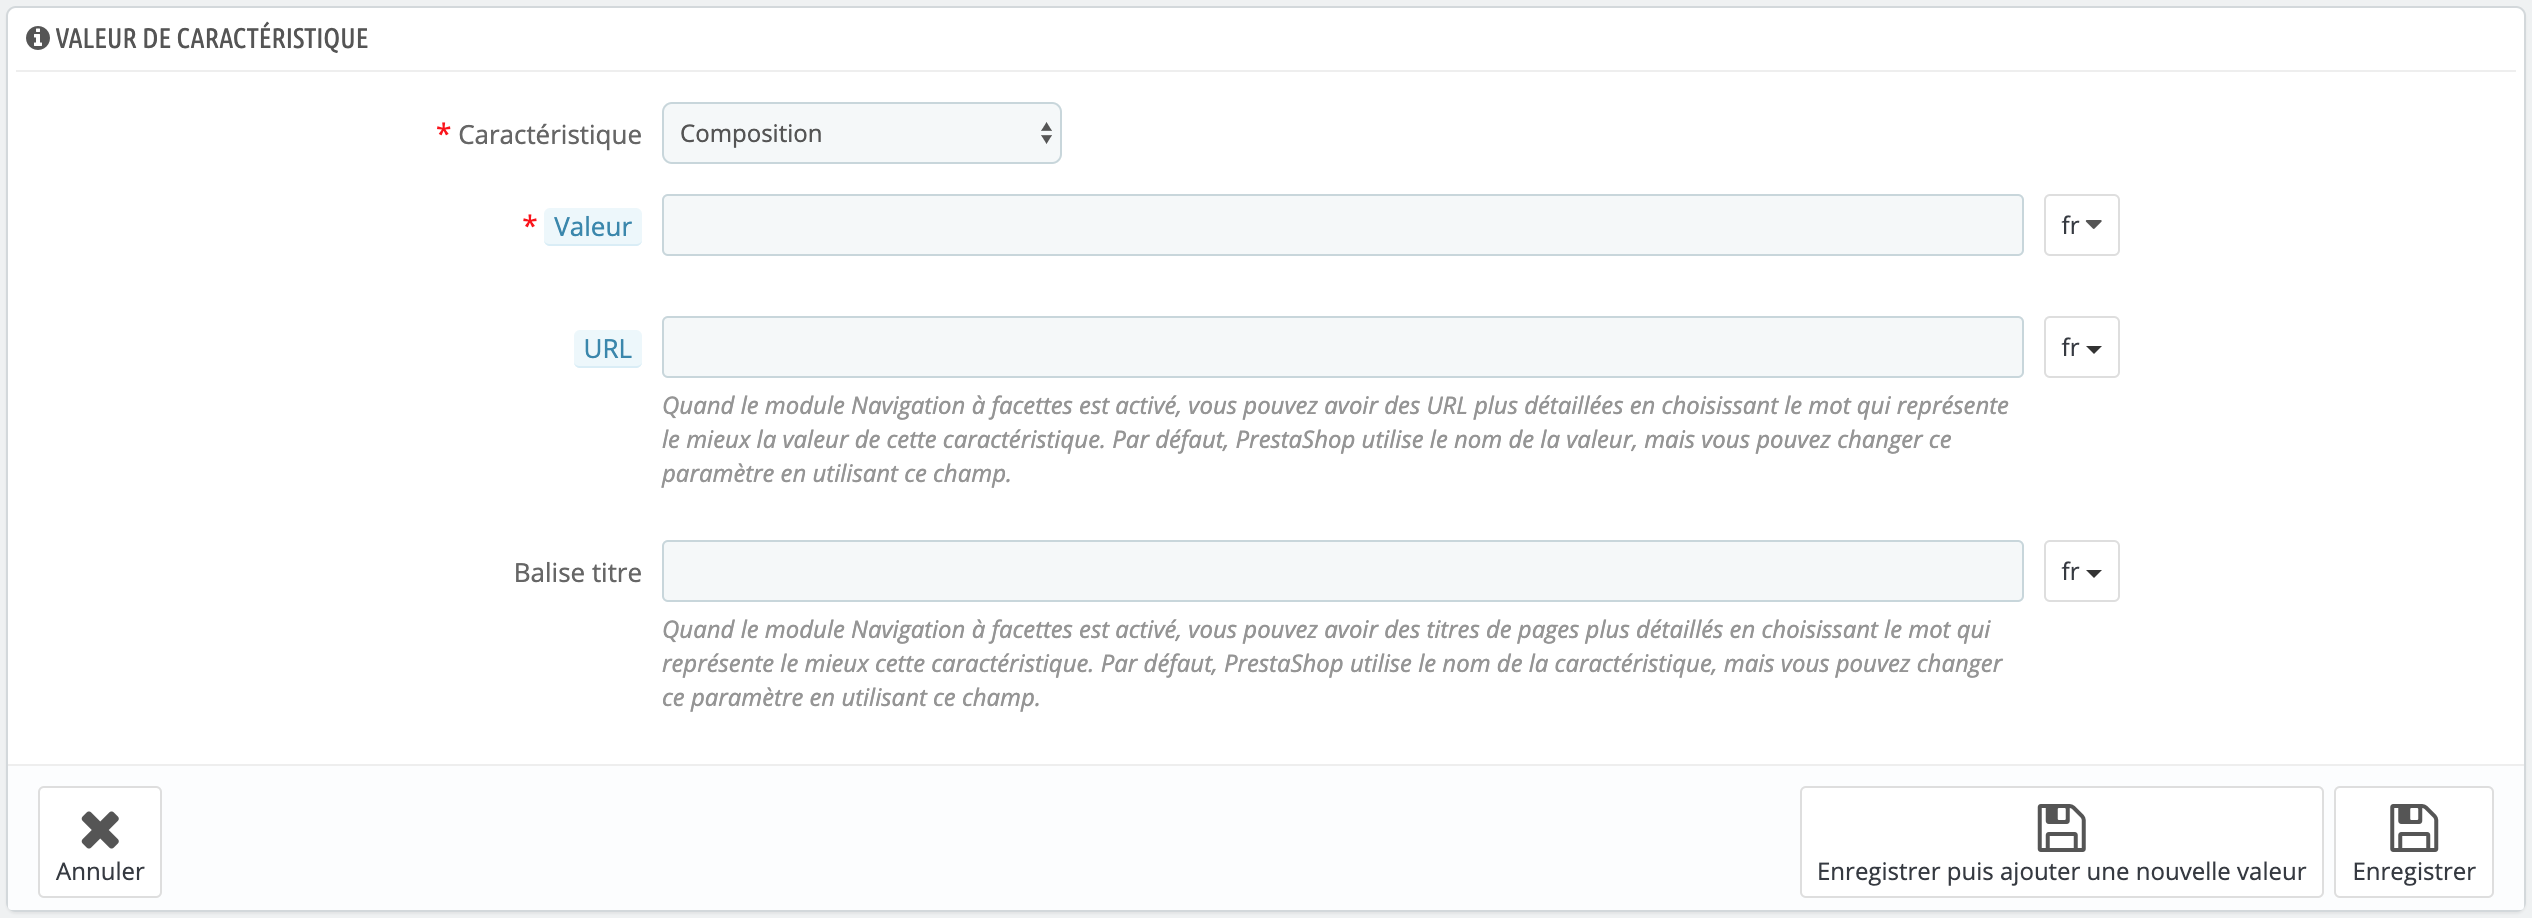 VALEUR DE CARACTÉRISTIQUE
* Caractéristique
Composition
* Valeur
fr
URL
fr
Quand le module Navigation à facettes est activé, vous pouvez avoir des URL plus détaillées en choisissant le mot qui représente
le mieux la valeur de cette caractéristique. Par défaut, PrestaShop utilise le nom de la valeur, mais vous pouvez changer ce
paramètre en utilisant ce champ.
Balise titre
fr
Quand le module Navigation à facettes est activé, vous pouvez avoir des titres de pages plus détaillés en choisissant le mot qui
représente le mieux cette caractéristique. Par défaut, PrestaShop utilise le nom de la caractéristique, mais vous pouvez changer
ce paramètre en utilisant ce champ.
Annuler
Enregistrer puis ajouter une nouvelle valeur
Enregistrer